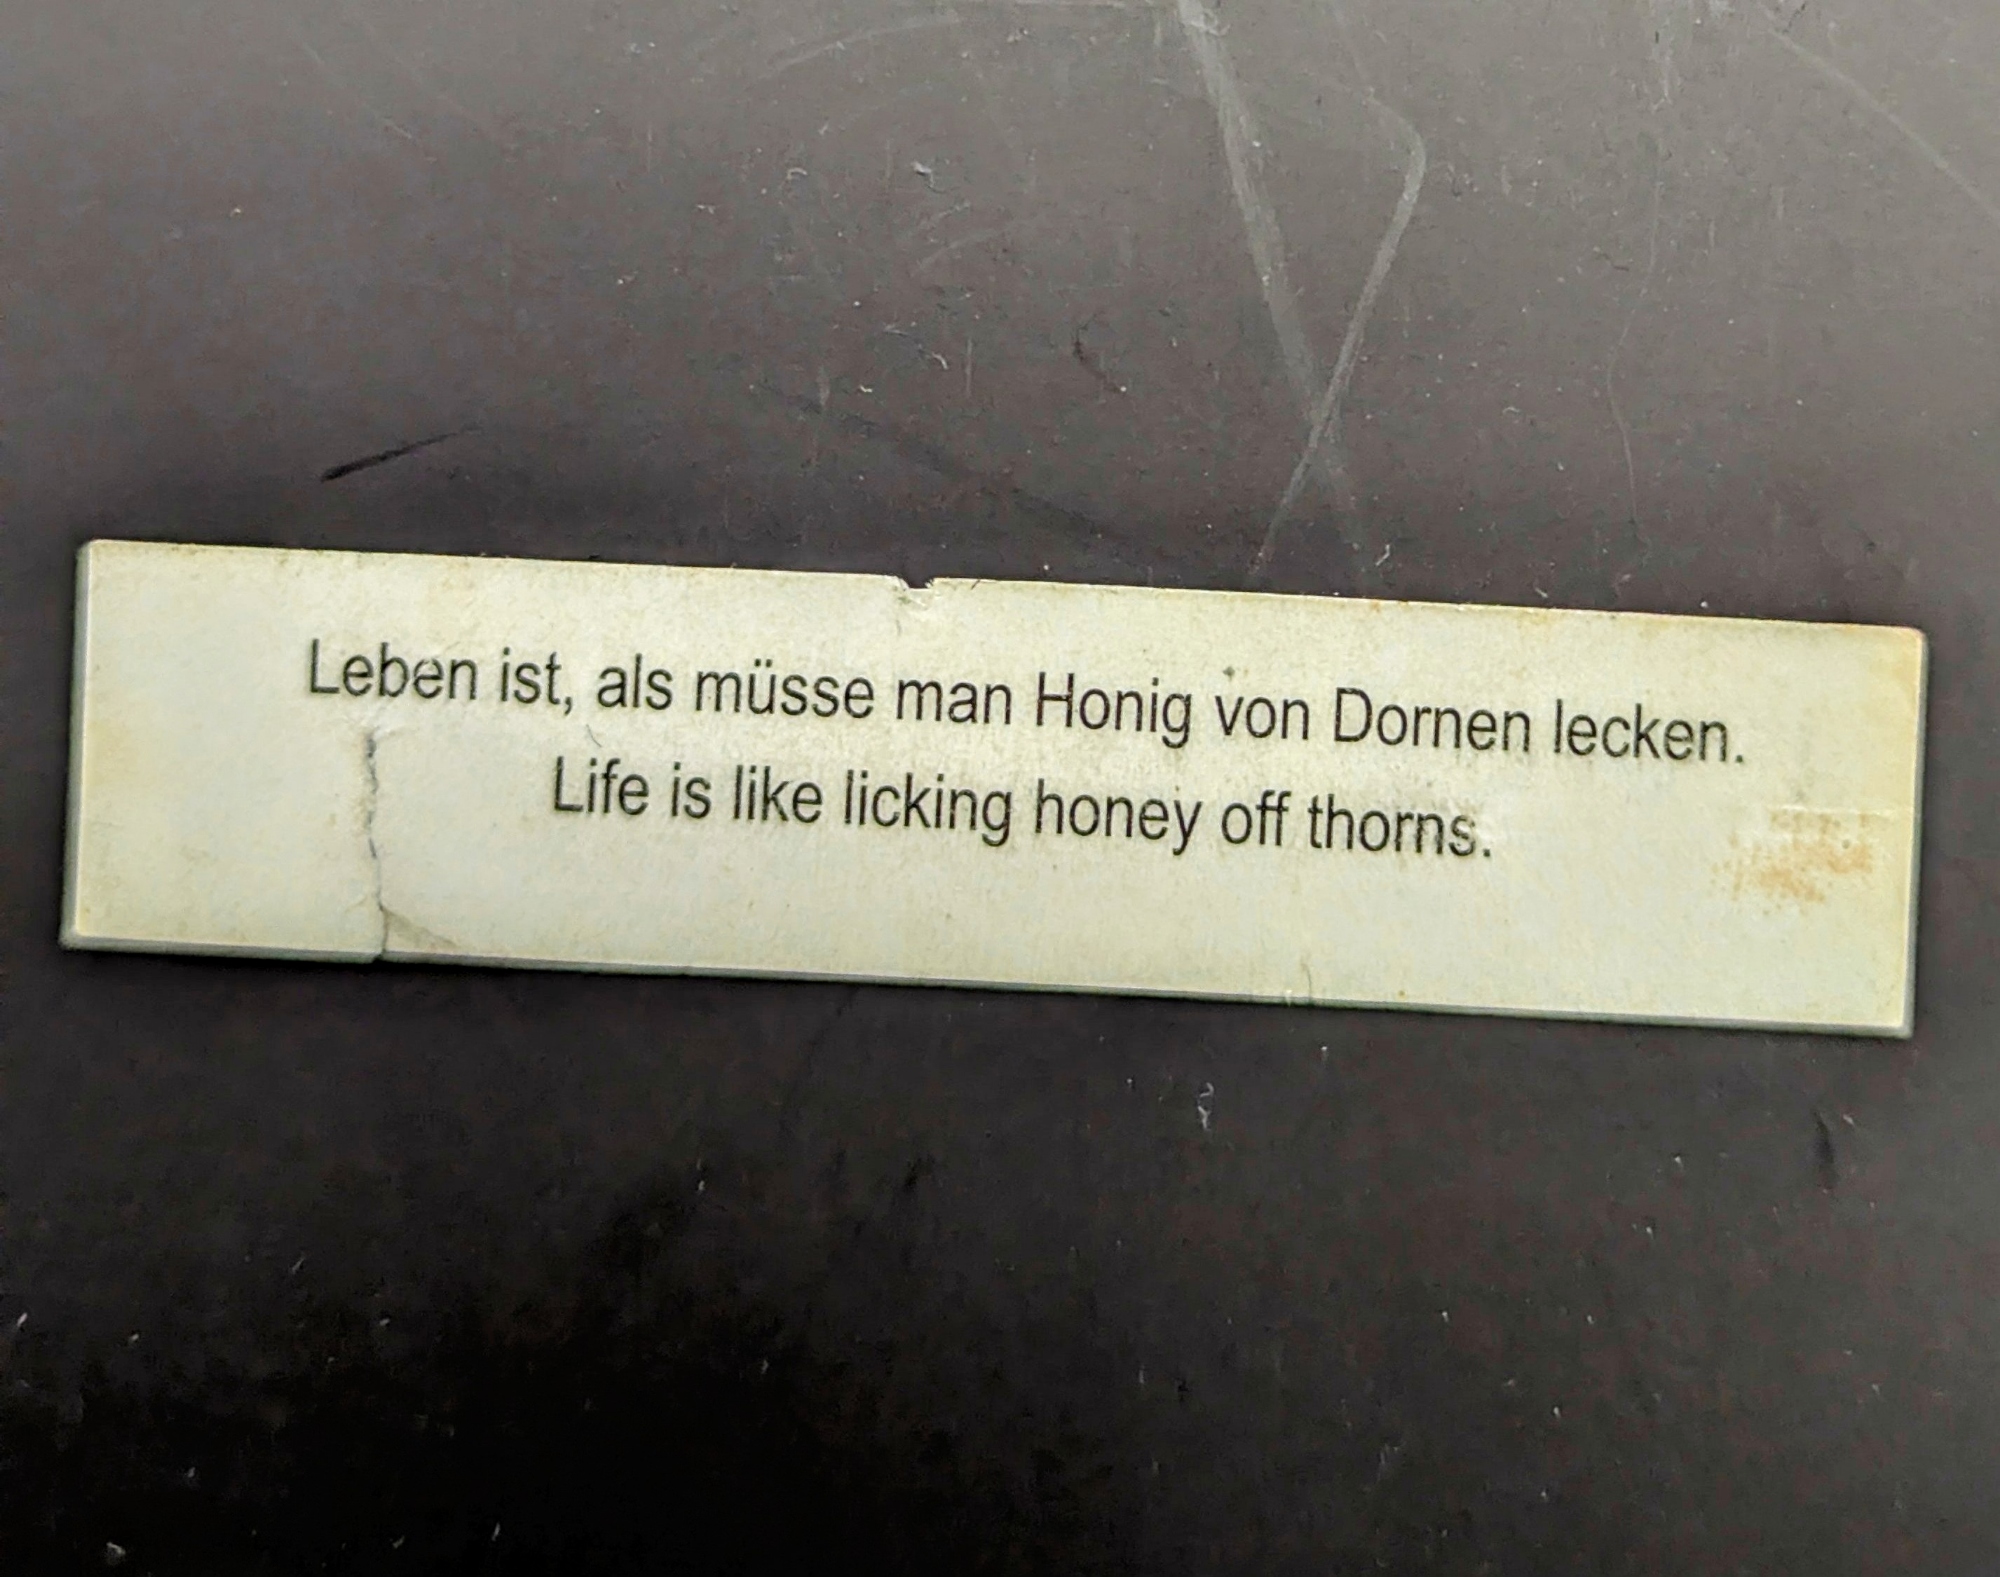 Leben ist, als müsse man Honig von Dornen lecken.
Life is like licking honey off thorns.